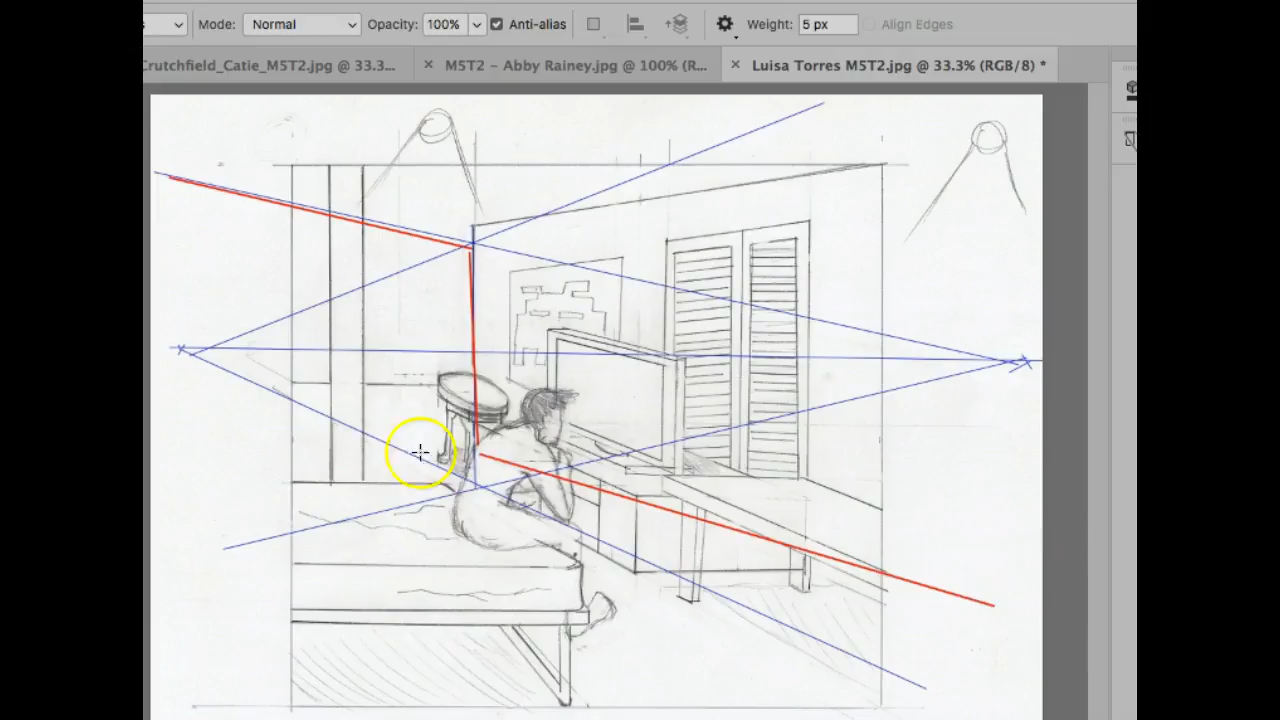 Mode: Normal Opacity: 100% Anti-alias Weight: 5 px Align Edges
Crutchfield_Catie_M5T2.jpg @ 33.3... × M5T2 – Abby Rainey.jpg @ 100% (R... × Luisa Torres M5T2.jpg @ 33.3% (RGB/8) *